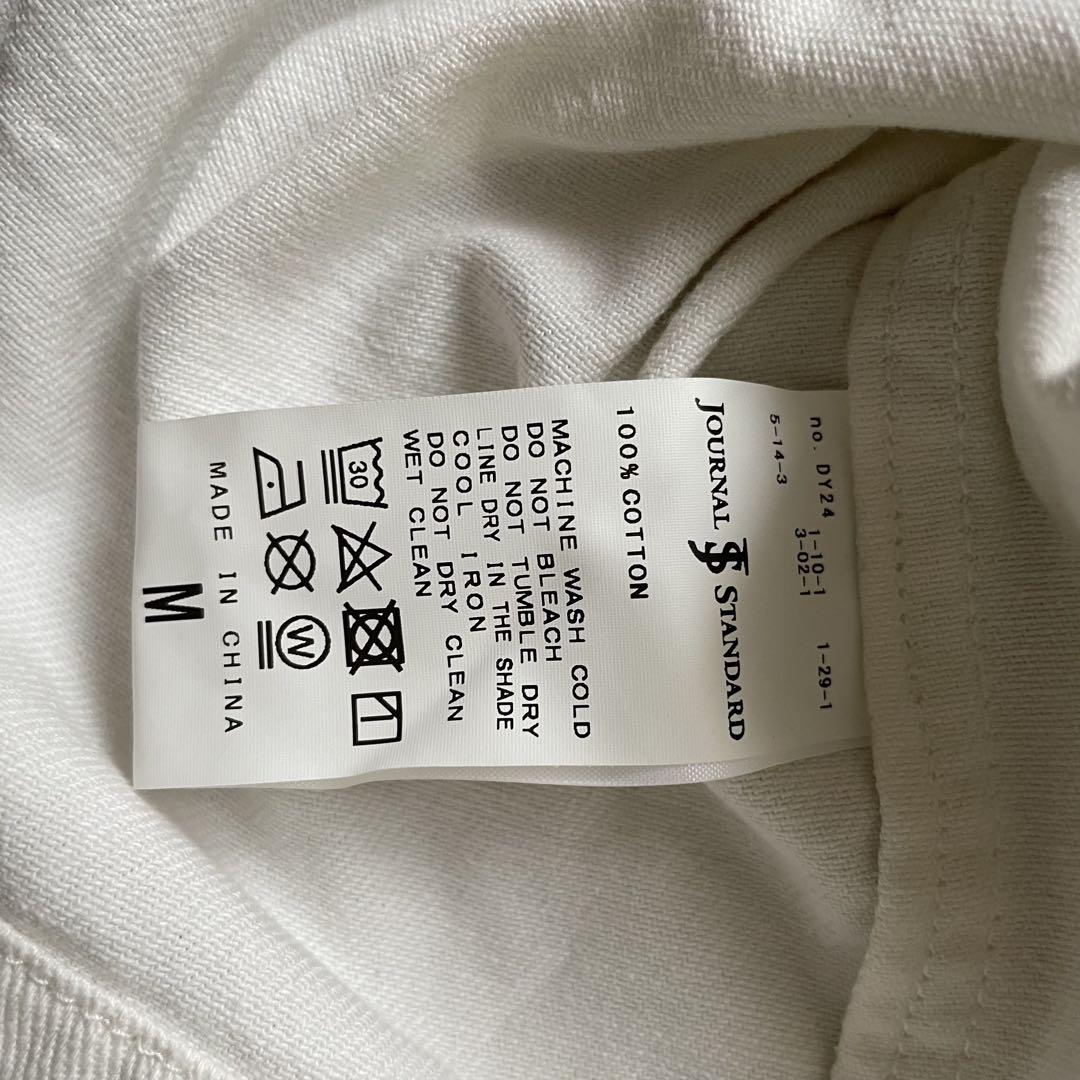 no. DY24 1-10-1 1-29-1
3-02-1
5-14-3
JOURNAL JS STANDARD
100% COTTON
MACHINE WASH COLD
DO NOT BLEACH
DO NOT TUMBLE DRY
LINE DRY IN THE SHADE
COOL IRON
DO NOT DRY CLEAN
WET CLEAN
30
W
MADE IN CHINA
M